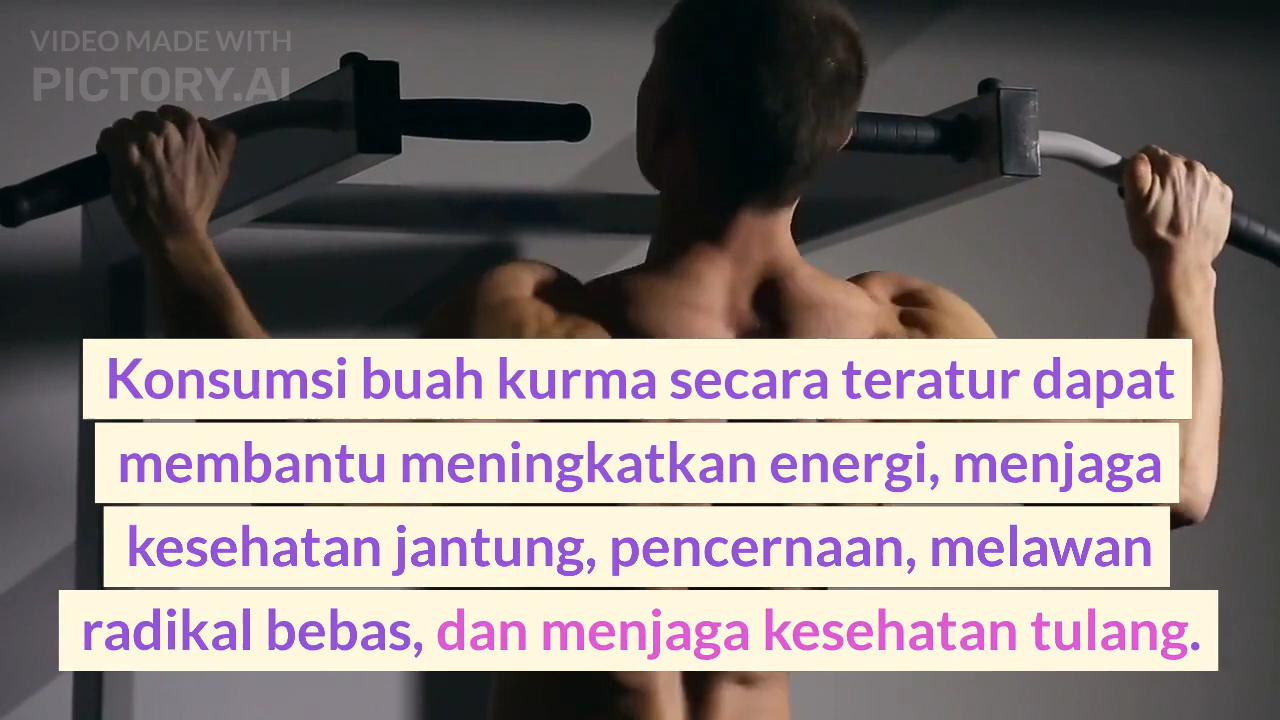 VIDEO MADE WITH
PICTORY.AI
Konsumsi buah kurma secara teratur dapat
membantu meningkatkan energi, menjaga
kesehatan jantung, pencernaan, melawan
radikal bebas, dan menjaga kesehatan tulang.